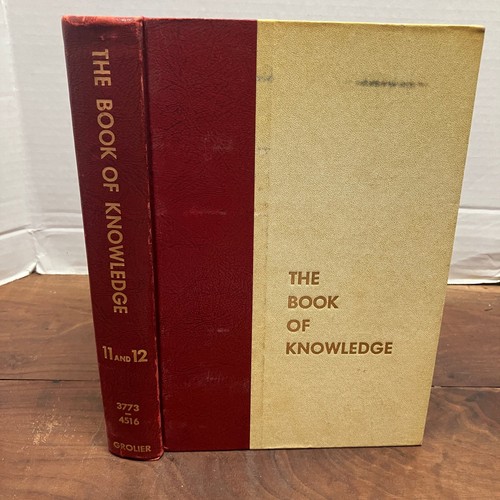 THE BOOK OF KNOWLEDGE
11 AND 12
3773
4516
GROLIER
THE
BOOK
OF
KNOWLEDGE